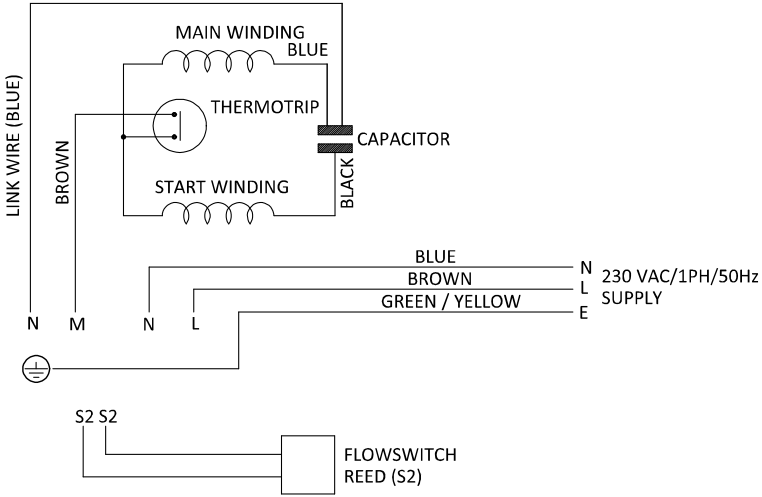 MAIN WINDING
BLUE
THERMOTRIP
LINK WIRE (BLUE)
BROWN
CAPACITOR
BLACK
START WINDING
BLUE
N
BROWN
L
230 VAC/1PH/50Hz
SUPPLY
GREEN / YELLOW
E
N M N L
S2 S2
FLOWSWITCH
REED (S2)